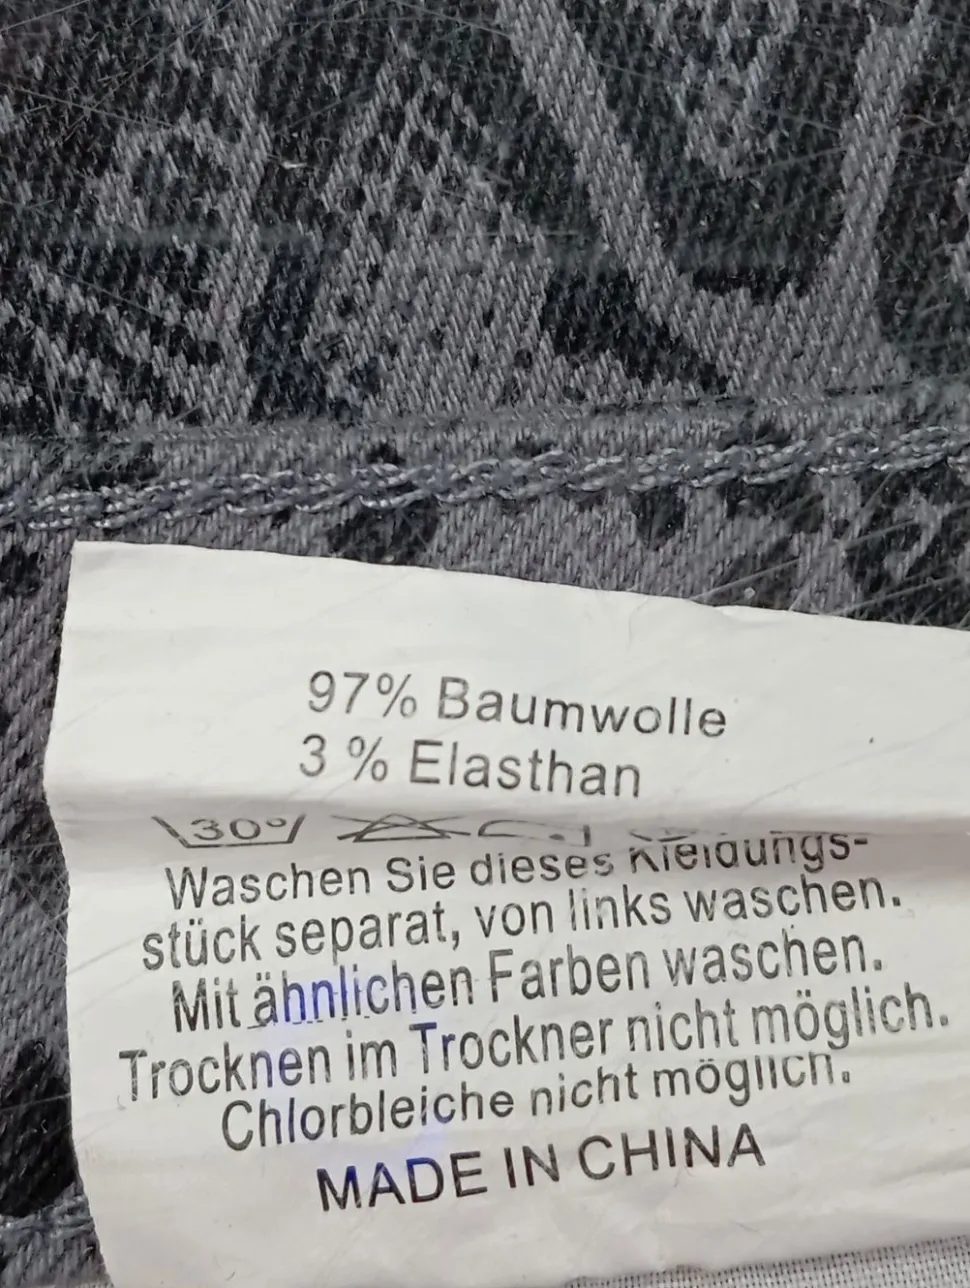 97% Baumwolle
3 % Elasthan
30°
Waschen Sie dieses Kleidungs-
stück separat, von links waschen.
Mit ähnlichen Farben waschen.
Trocknen im Trockner nicht möglich.
Chlorbleiche nicht möglich.
MADE IN CHINA